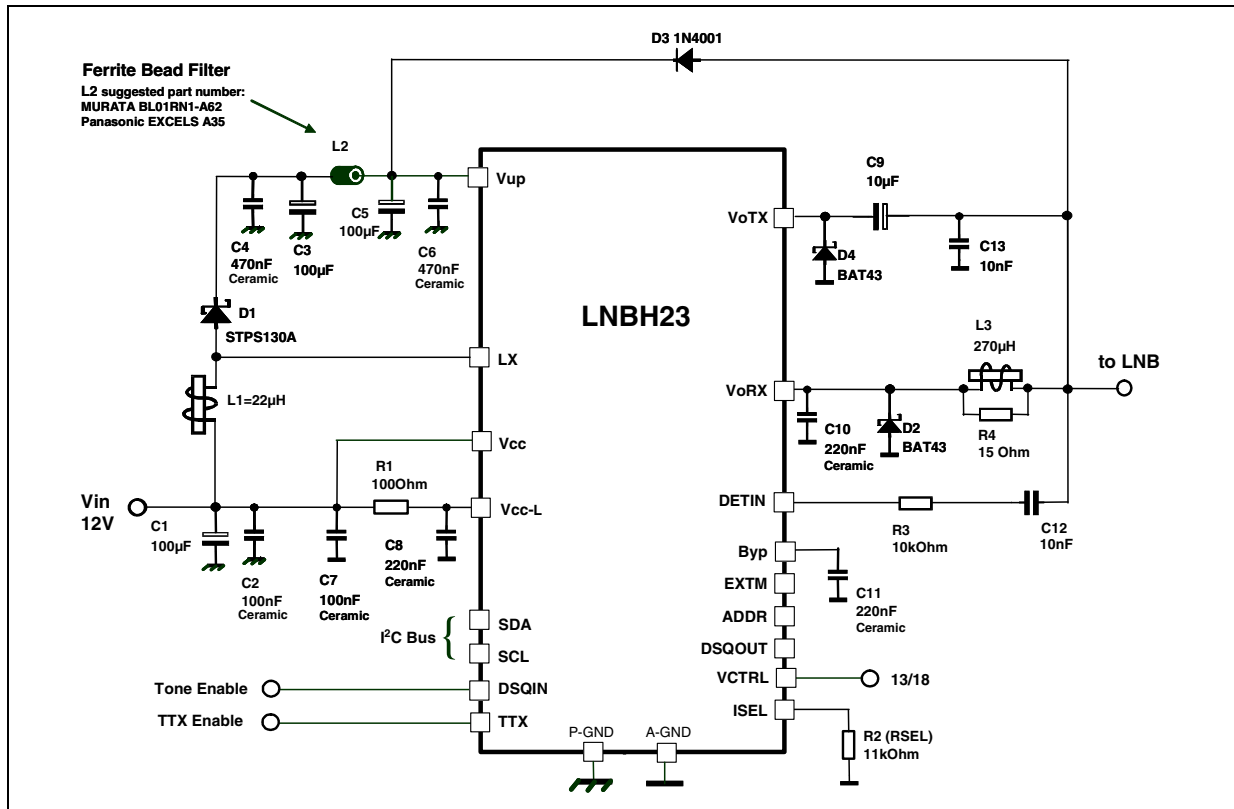 D3 1N4001
Ferrite Bead Filter
L2 suggested part number:
MURATA BL01RN1-A62
Panasonic EXCELS A35
L2
Vup
C4
470nF
Ceramic
C3
100µF
C5
100µF
C6
470nF
Ceramic
C9
10µF
VoTX
D4
BAT43
C13
10nF
D1
STPS130A
LNBH23
LX
L3
270µH
to LNB
L1=22µH
VoRX
C10
220nF
Ceramic
D2
BAT43
R4
15 Ohm
Vcc
R1
100Ohm
Vin
12V
Vcc-L
C1
100µF
C2
100nF
Ceramic
C7
100nF
Ceramic
C8
220nF
Ceramic
DETIN
R3
10kOhm
C12
10nF
Byp
C11
220nF
Ceramic
EXTM
ADDR
I²C Bus
SDA
SCL
DSQOUT
VCTRL
13/18
Tone Enable
DSQIN
ISEL
TTX Enable
TTX
P-GND
A-GND
R2 (RSEL)
11kOhm